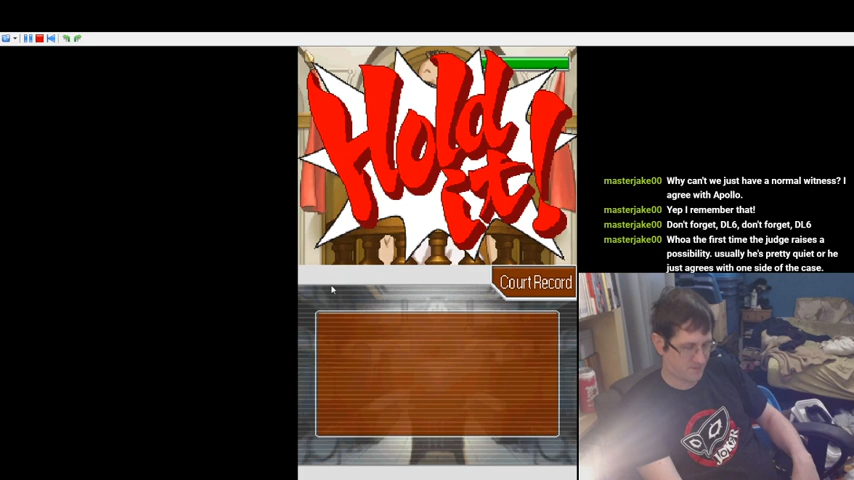 Hold
it!
Court Record
masterjake00 Why can't we just have a normal witness? I
agree with Apollo.
masterjake00 Yep I remember that!
masterjake00 Don't forget, DL6, don't forget, DL6
masterjake00 Whoa the first time the judge raises a
possibility. usually he's pretty quiet or he
just agrees with one side of the case.
JOKER